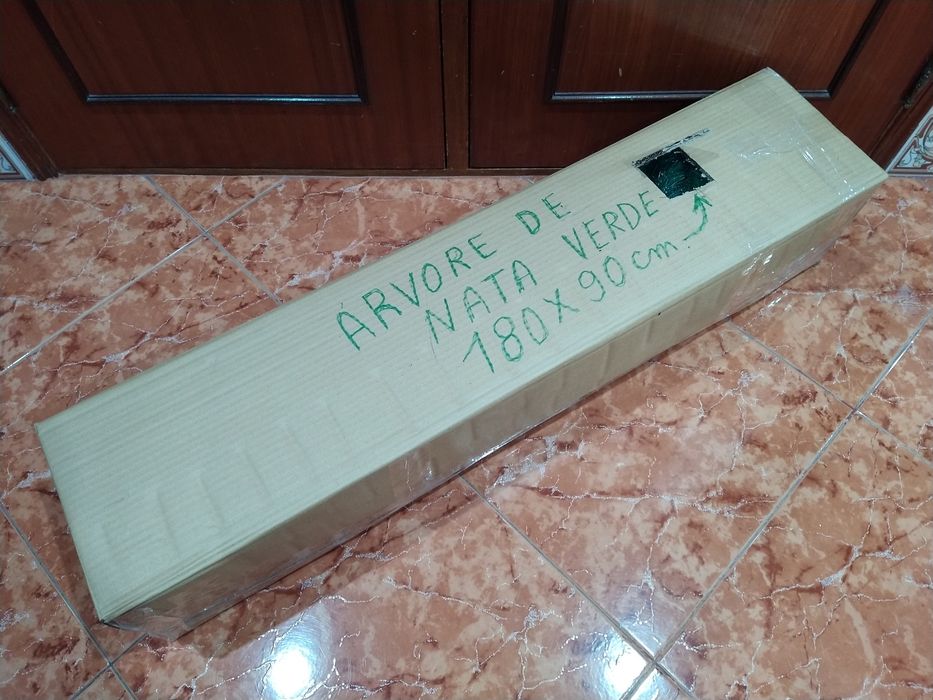 ÁRVORE DE
NATA VERDE
180 X 90 cm